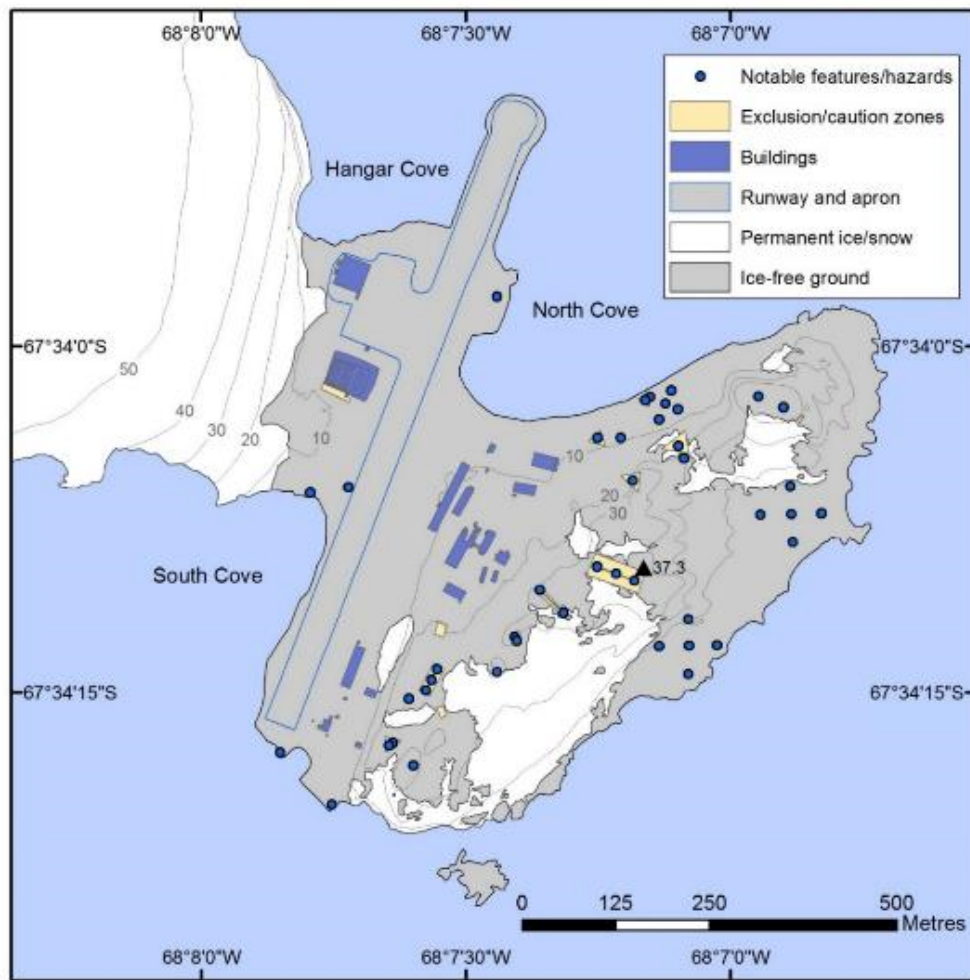 68°8'0"W
68°7'30"W
68°7'0"W
Notable features/hazards
Exclusion/caution zones
Buildings
Runway and apron
Permanent ice/snow
Ice-free ground
Hangar Cove
North Cove
67°34'0"S
67°34'0"S
50
40
30
20
10
10
20
30
37.3
South Cove
67°34'15"S
67°34'15"S
0
125
250
500
Metres
68°8'0"W
68°7'30"W
68°7'0"W